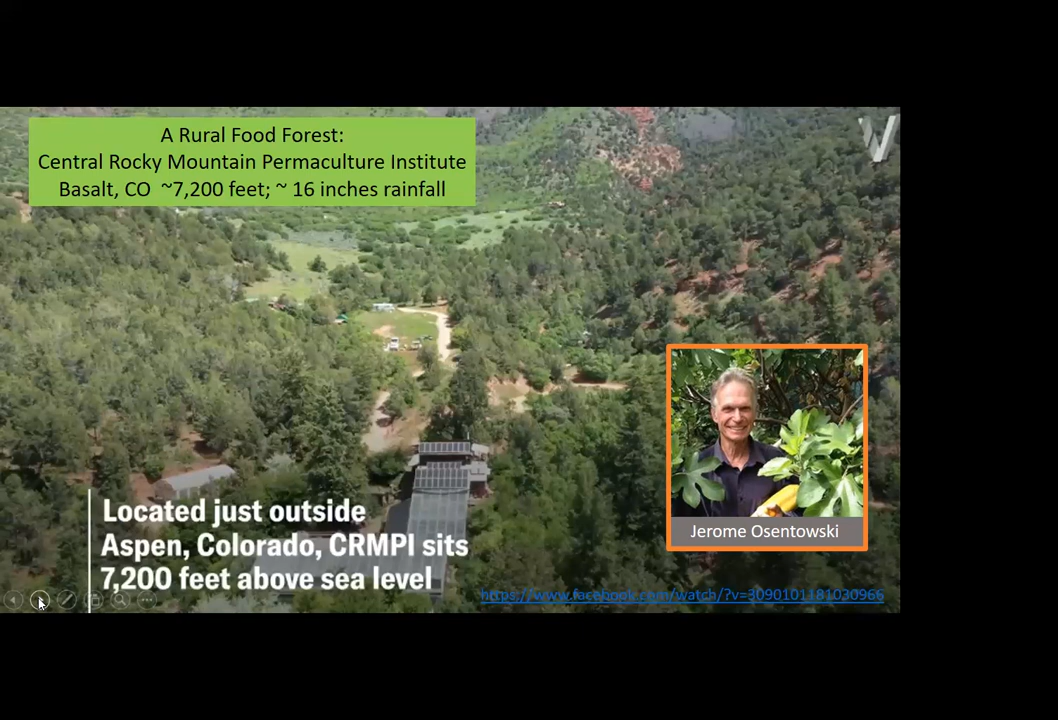 A Rural Food Forest:
Central Rocky Mountain Permaculture Institute
Basalt, CO ~7,200 feet; ~ 16 inches rainfall
V
Jerome Osentowski
Located just outside
Aspen, Colorado, CRMPI sits
7,200 feet above sea level
https://www.facebook.com/watch/?v=3090101181030966